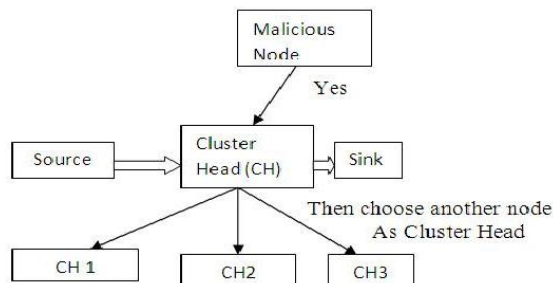 Malicious
Node
Yes
Source
Cluster
Head (CH)
Sink
Then choose another node
As Cluster Head
CH 1
CH2
CH3